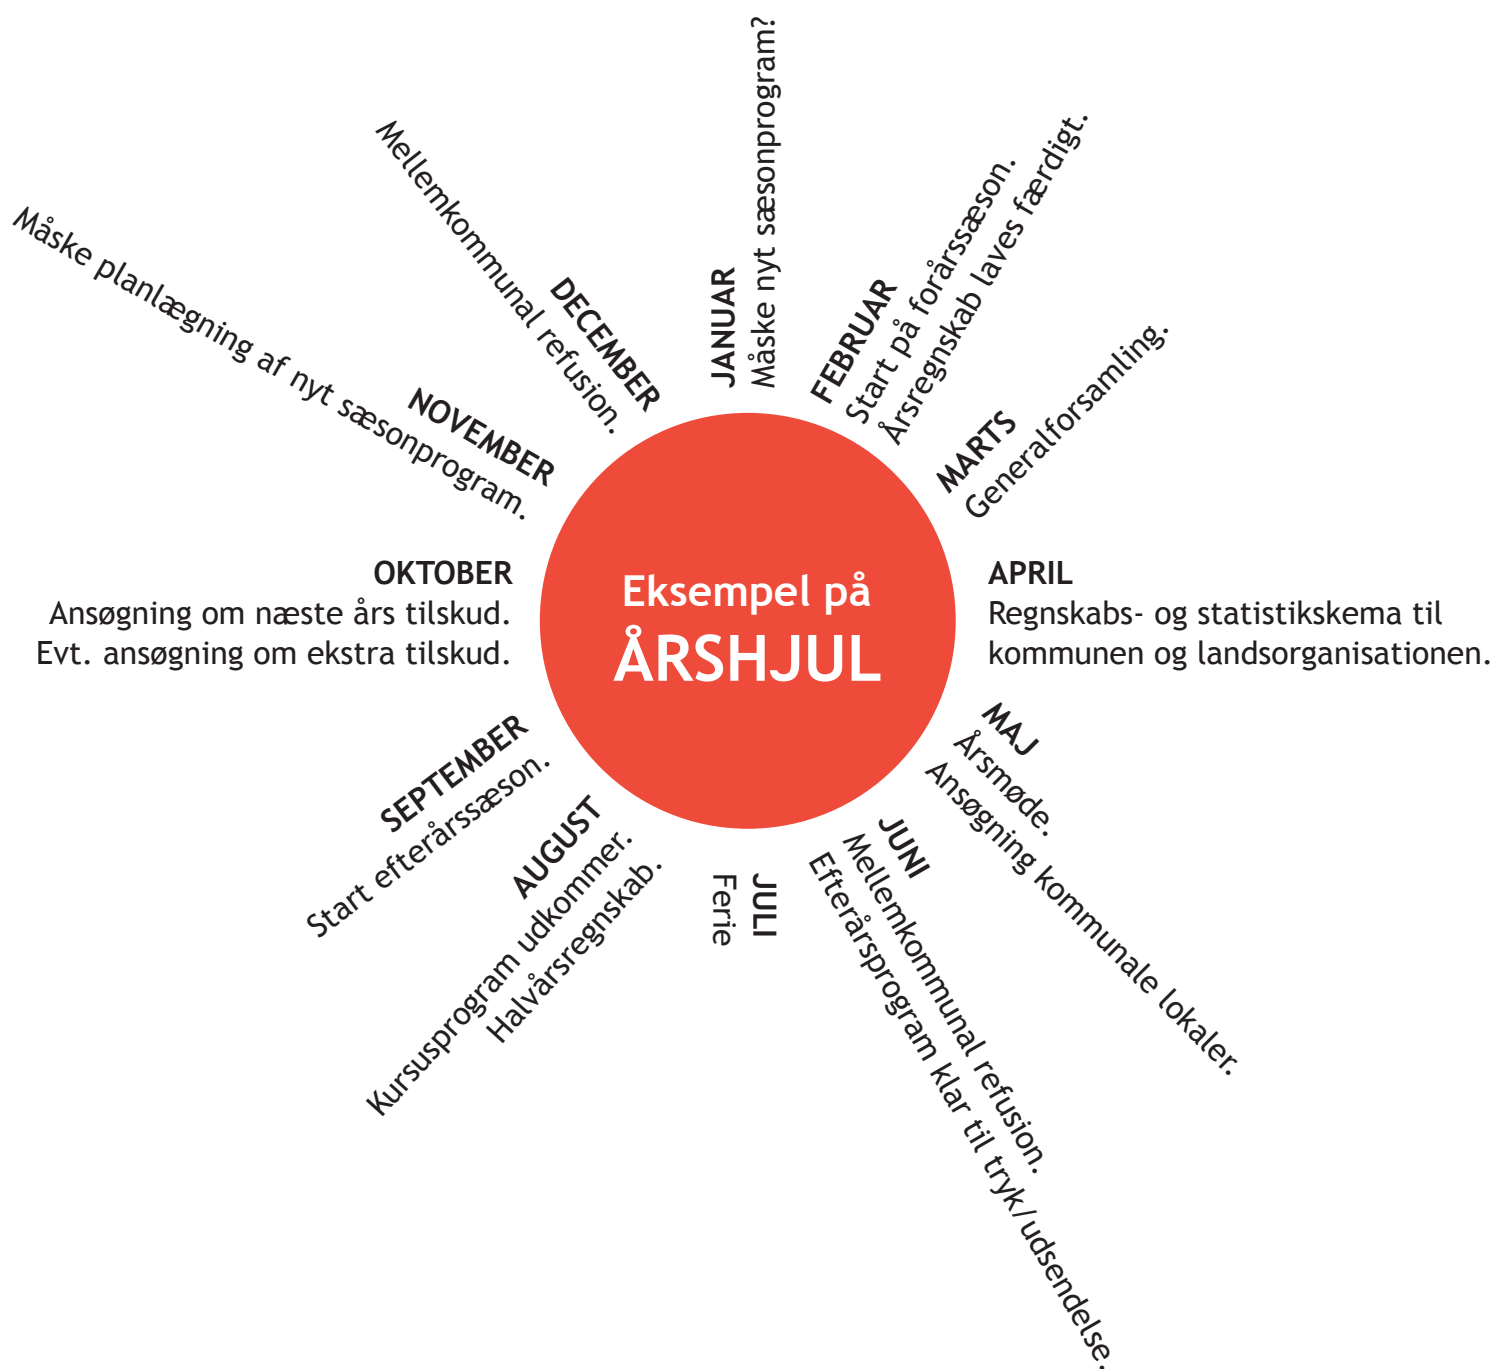 Eksempel på
ÅRSHJUL
JANUAR
Måske nyt sæsonprogram?
FEBRUAR
Start på forårssæson.
Årsregnskab laves færdigt.
MARTS
Generalforsamling.
APRIL
Regnskabs- og statistikskema til
kommunen og landsorganisationen.
MAJ
Årsmøde.
Ansøgning kommunale lokaler.
JUNI
Mellemkommunal refusion.
Efterårsprogram klar til tryk/udsendelse.
JULI
Ferie
AUGUST
Kursusprogram udkommer.
Halvårsregnskab.
SEPTEMBER
Start efterårssæson.
OKTOBER
Ansøgning om næste års tilskud.
Evt. ansøgning om ekstra tilskud.
NOVEMBER
Måske planlægning af nyt sæsonprogram.
DECEMBER
Mellemkommunal refusion.